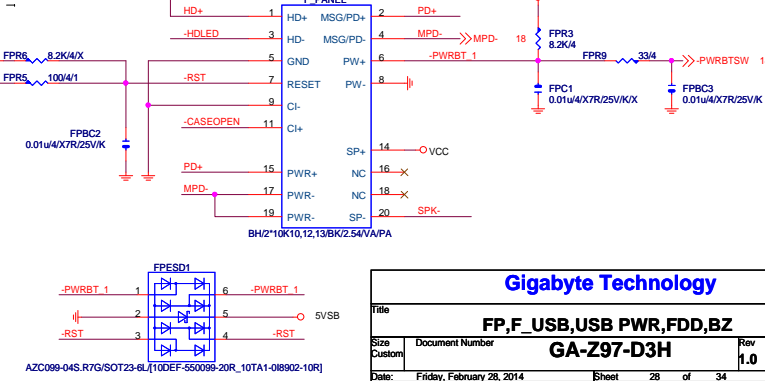 F_PANEL
HD+ 1 HD+ MSG/PD+ 2 PD+
-HDLED 3 HD- MSG/PD- 4 MPD- MPD- 18
5 GND PW+ 6 -PWRBT_1
-RST 7 RESET PW- 8
9 CI-
-CASEOPEN 11 CI+
SP+ 14 VCC
PD+ 15 PWR+ NC 16
MPD- 17 PWR- NC 18
19 PWR- SP- 20 SPK-
BH/2*10K10,12,13/BK/2.54/VA/PA
FPR6 8.2K/4/X
FPR5 100/4/1
FPBC2
0.01u/4/X7R/25V/K
FPR3
8.2K/4
FPR9 33/4 -PWRBTSW 1
FPC1
0.01u/4/X7R/25V/K/X
FPBC3
0.01u/4/X7R/25V/K
FPESD1
-PWRBT_1 1 6 -PWRBT_1
2 5 5VSB
-RST 3 4 -RST
AZC099-04S.R7G/SOT23-6L/[10DEF-550099-20R_10TA1-0I8902-10R]
Gigabyte Technology
Title
FP,F_USB,USB PWR,FDD,BZ
Size
Custom
Document Number
GA-Z97-D3H
Rev
1.0
Date: Friday, February 28, 2014 Sheet 28 of 34